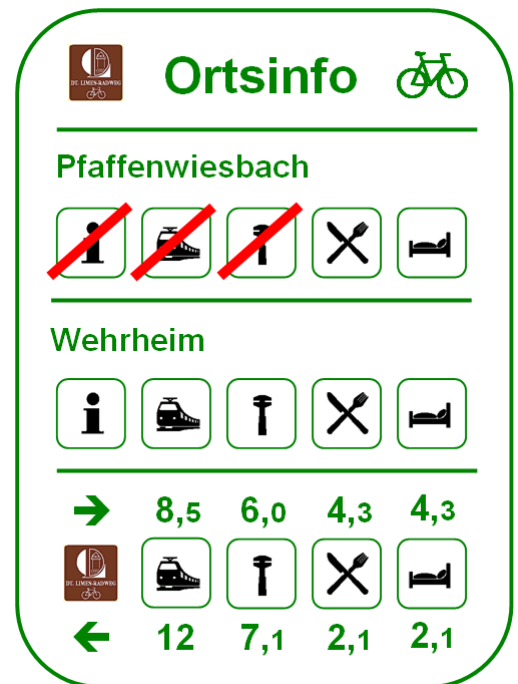 DT. LIMES-RADWEG
Ortsinfo
Pfaffenwiesbach
Wehrheim
8,5 6,0 4,3 4,3
DT. LIMES-RADWEG
12 7,1 2,1 2,1